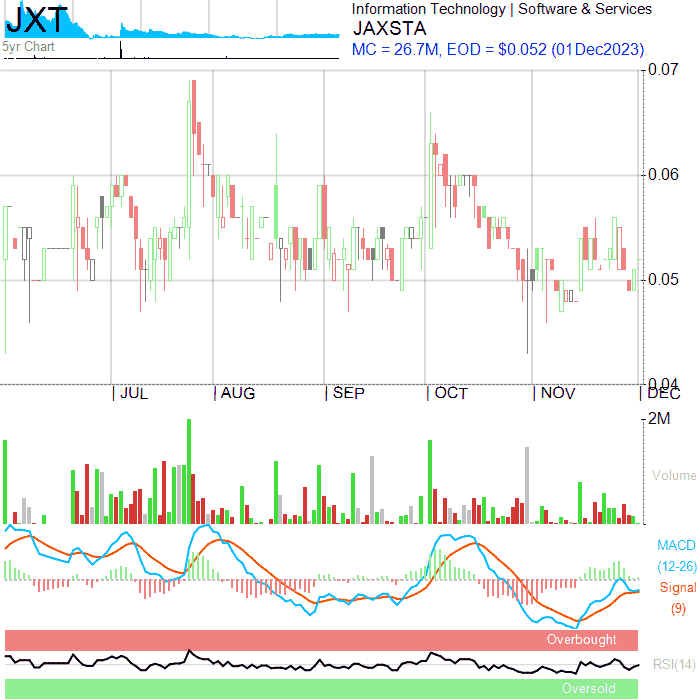 JXT
Information Technology | Software & Services
JAXSTA
5yr Chart
MC = 26.7M, EOD = $0.052 (01Dec2023)
0.07
0.06
0.05
0.04
| JUL | AUG | SEP | OCT | NOV | DEC
2M
Volume
MACD
(12-26)
Signal
(9)
Overbought
RSI(14)
Oversold